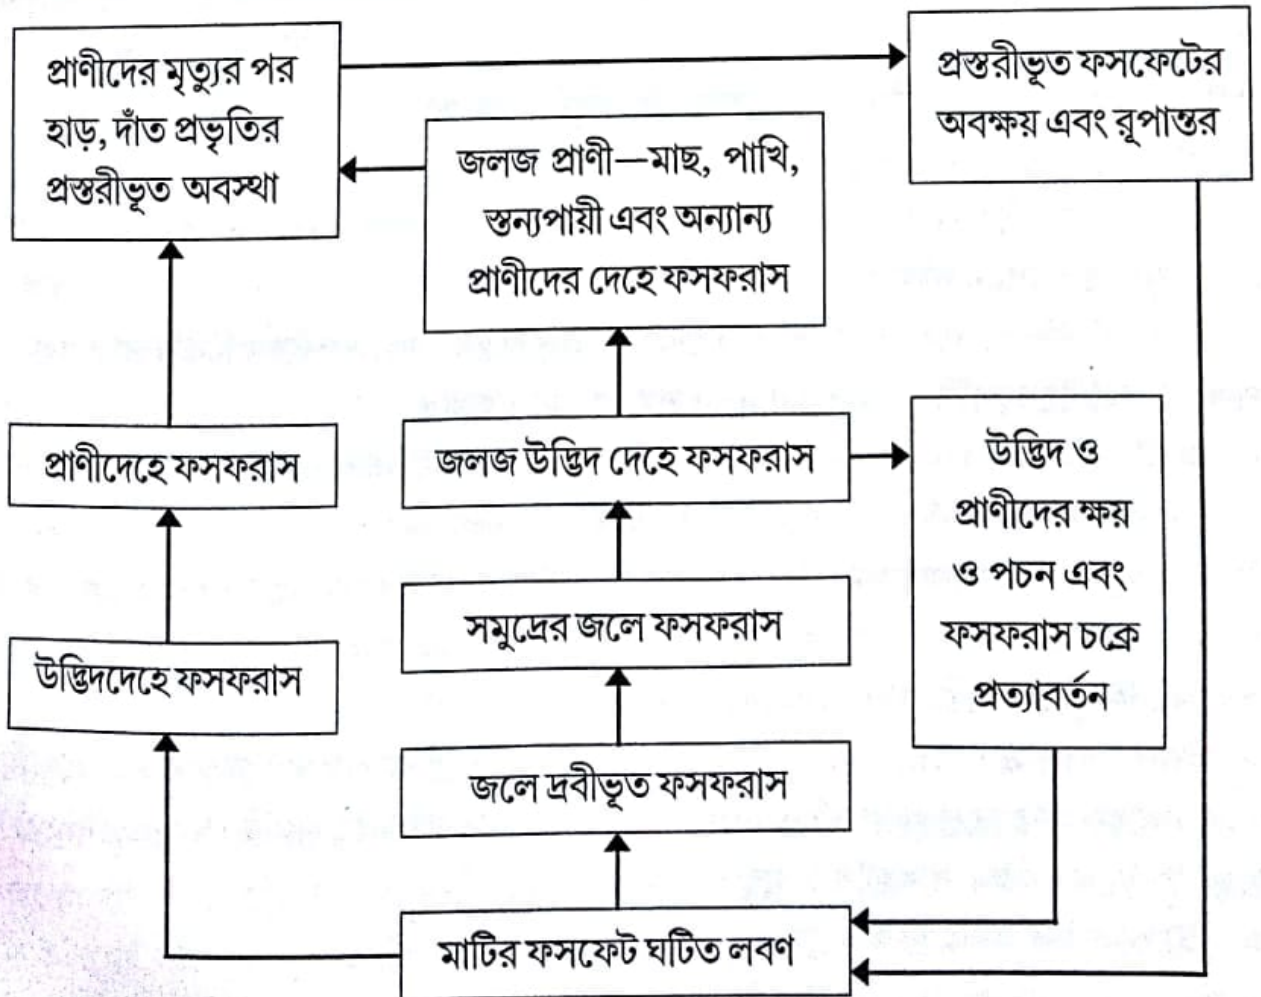 প্রাণীদের মৃত্যুর পর
হাড়, দাঁত প্রভৃতির
প্রস্তরীভূত অবস্থা
প্রস্তরীভূত ফসফেটের
অবক্ষয় এবং রূপান্তর
জলজ প্রাণী—মাছ, পাখি,
স্তন্যপায়ী এবং অন্যান্য
প্রাণীদের দেহে ফসফরাস
প্রাণীদেহে ফসফরাস
জলজ উদ্ভিদ দেহে ফসফরাস
উদ্ভিদ ও
প্রাণীদের ক্ষয়
ও পচন এবং
ফসফরাস চক্রে
প্রত্যাবর্তন
সমুদ্রের জলে ফসফরাস
উদ্ভিদদেহে ফসফরাস
জলে দ্রবীভূত ফসফরাস
মাটির ফসফেট ঘটিত লবণ